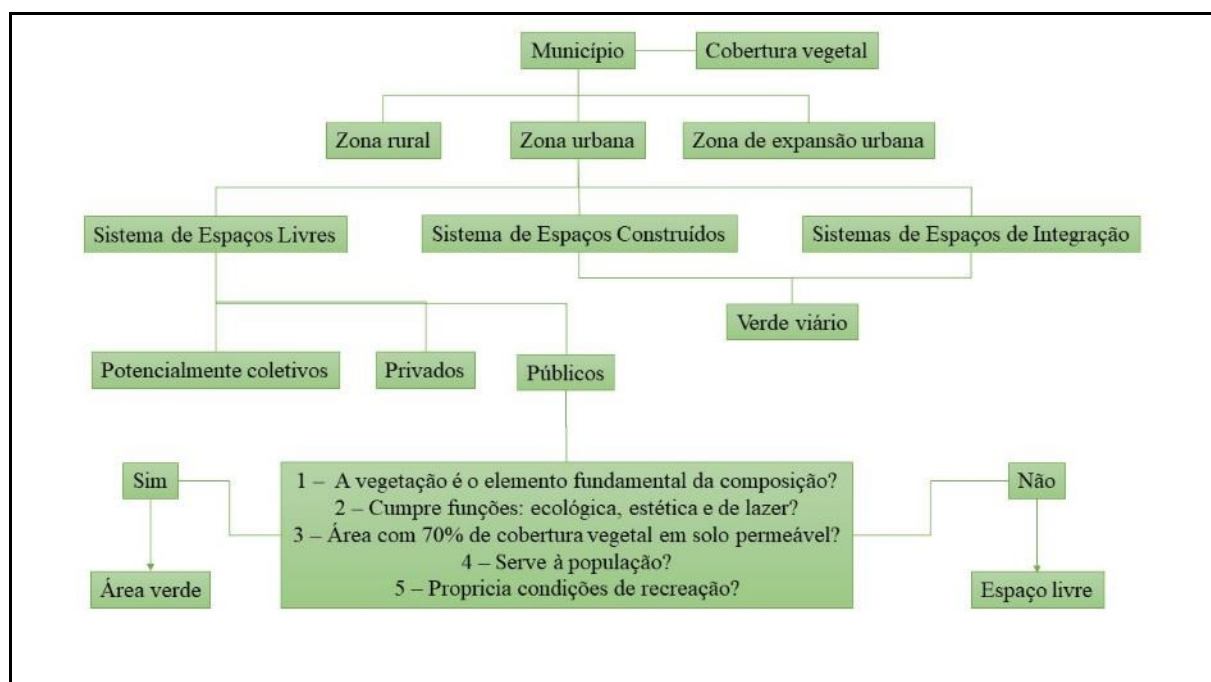 Município
Cobertura vegetal
Zona rural
Zona urbana
Zona de expansão urbana
Sistema de Espaços Livres
Sistema de Espaços Construídos
Sistemas de Espaços de Integração
Verde viário
Potencialmente coletivos
Privados
Públicos
Sim
1 – A vegetação é o elemento fundamental da composição?
2 – Cumpre funções: ecológica, estética e de lazer?
3 – Área com 70% de cobertura vegetal em solo permeável?
4 – Serve à população?
5 – Propricia condições de recreação?
Não
Área verde
Espaço livre